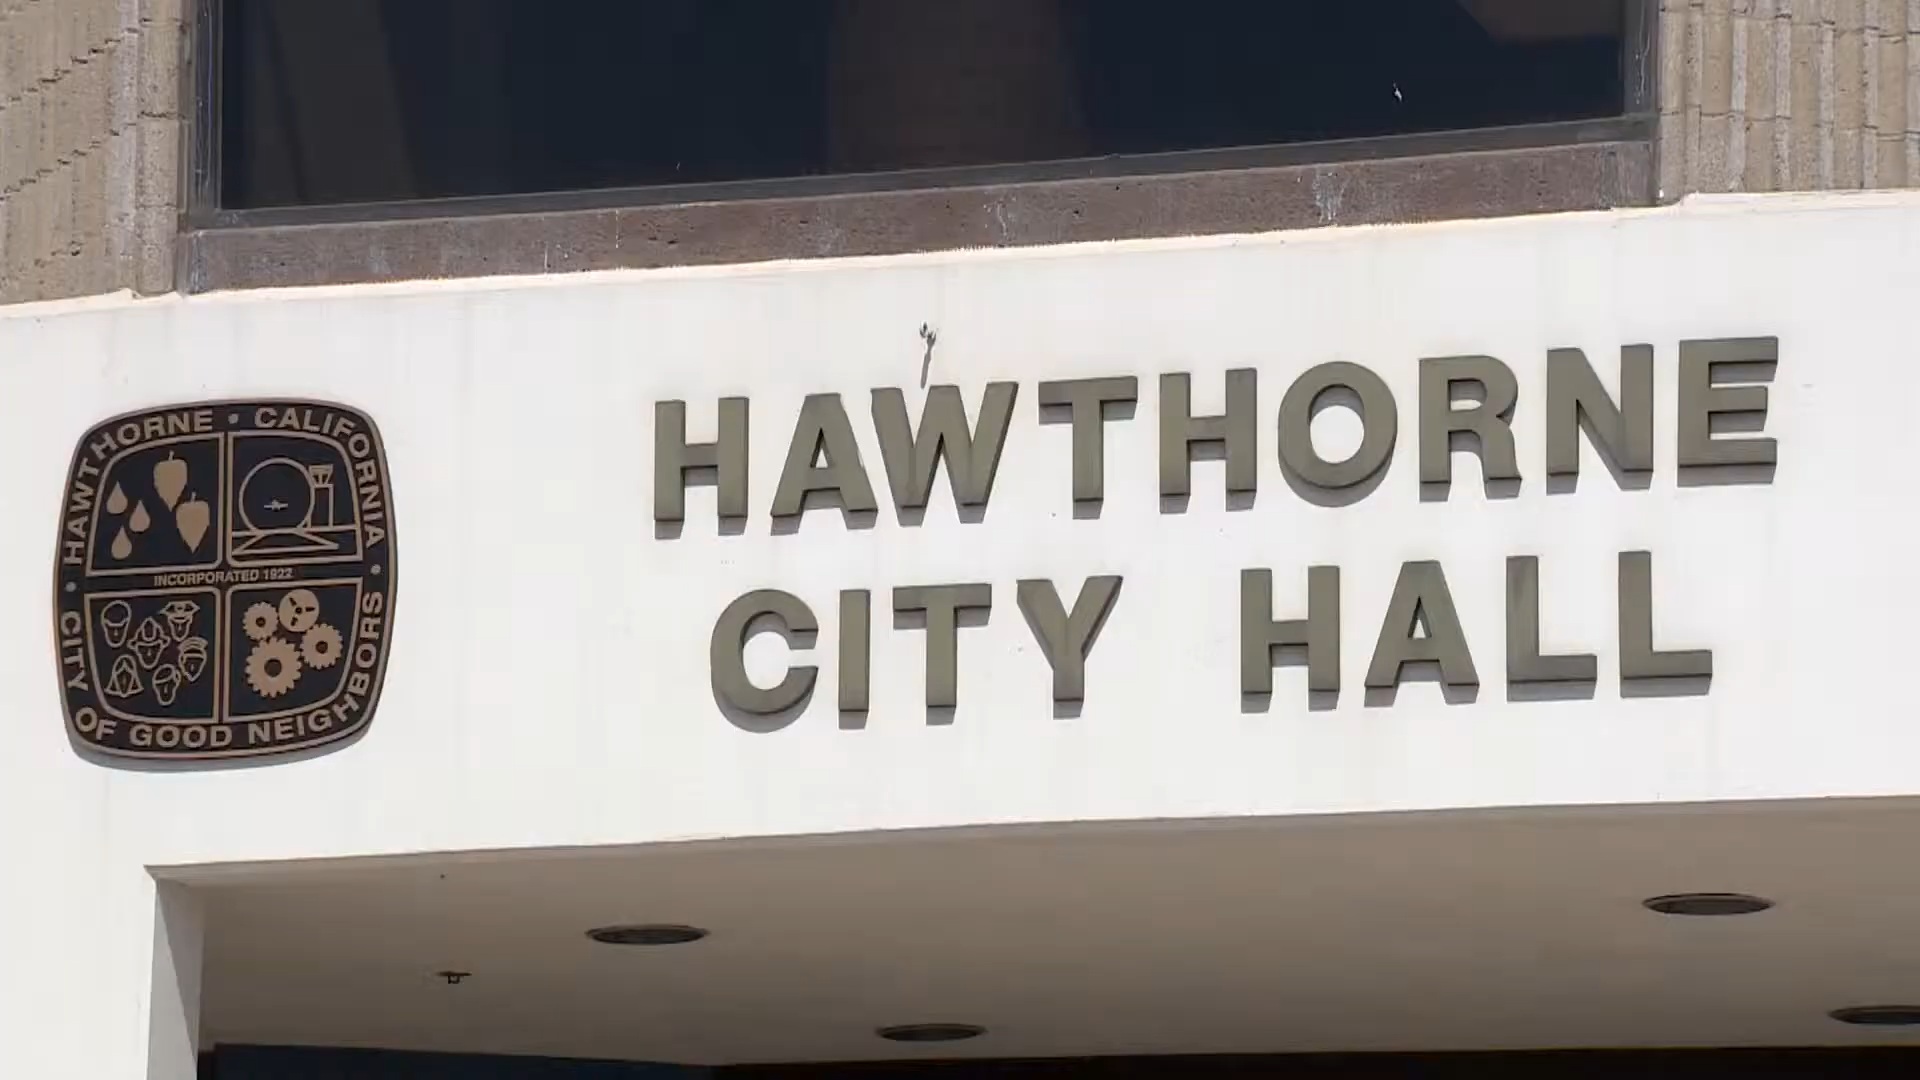 HAWTHORNE • CALIFORNIA
INCORPORATED 1922
• CITY OF GOOD NEIGHBORS •
HAWTHORNE
CITY HALL